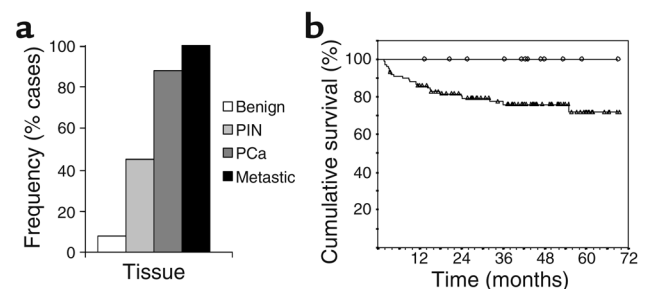 a
Frequency (% cases)
100
80
60
40
20
0
Tissue
Benign
PIN
PCa
Metastic
b
Cumulative survival (%)
100
80
60
40
20
12 24 36 48 60 72
Time (months)